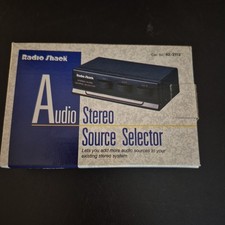 Radio Shack
Audio Stereo
Source Selector
Lets you add more audio sources to your
existing stereo system